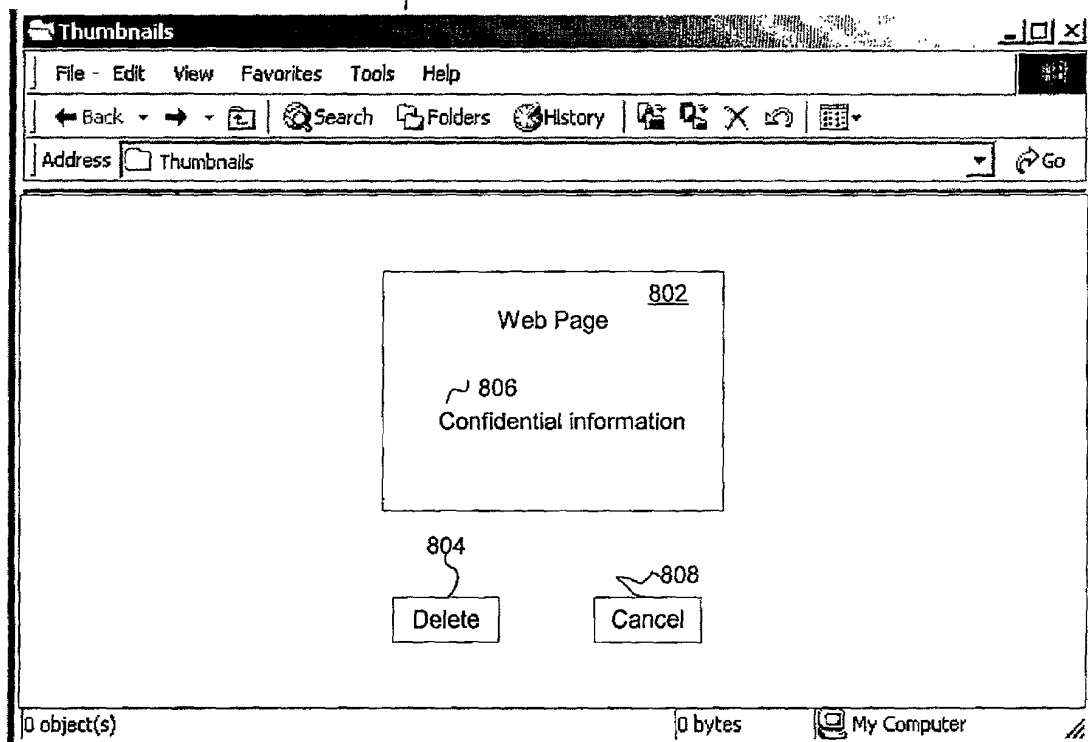 Thumbnails
File - Edit View Favorites Tools Help
Back Search Folders History
Address Thumbnails Go
802
Web Page
806
Confidential information
804
808
Delete Cancel
0 object(s) 0 bytes My Computer